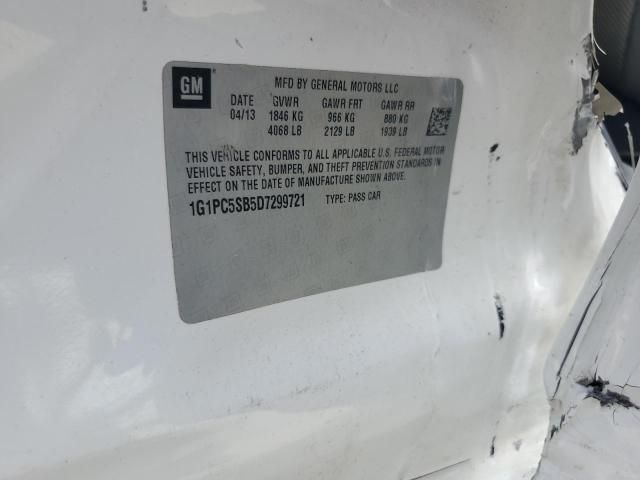 GM
MFD BY GENERAL MOTORS LLC
DATE GVWR GAWR FRT GAWR RR
04/13 1846 KG 966 KG 880 KG
4068 LB 2129 LB 1939 LB
THIS VEHICLE CONFORMS TO ALL APPLICABLE U.S. FEDERAL MOTOR
VEHICLE SAFETY, BUMPER, AND THEFT PREVENTION STANDARDS IN
EFFECT ON THE DATE OF MANUFACTURE SHOWN ABOVE.
1G1PC5SB5D7299721 TYPE: PASS CAR